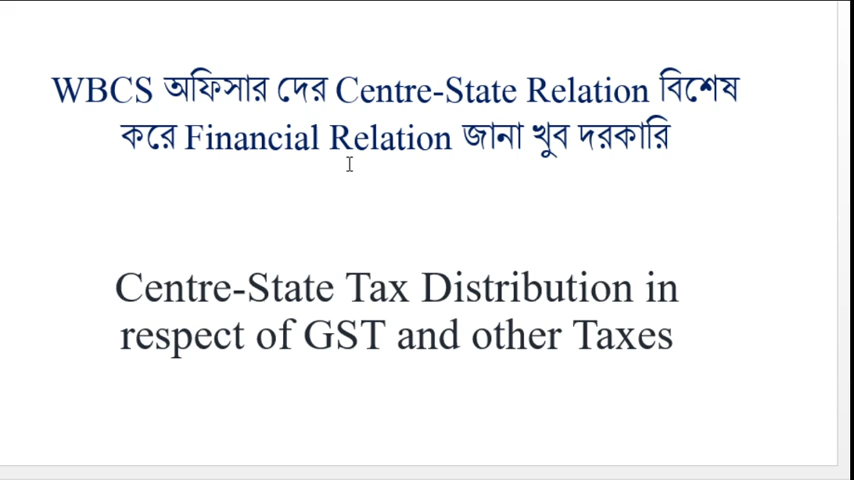 WBCS অফিসার দের Centre-State Relation বিশেষ
করে Financial Relation জানা খুব দরকারি
Centre-State Tax Distribution in
respect of GST and other Taxes